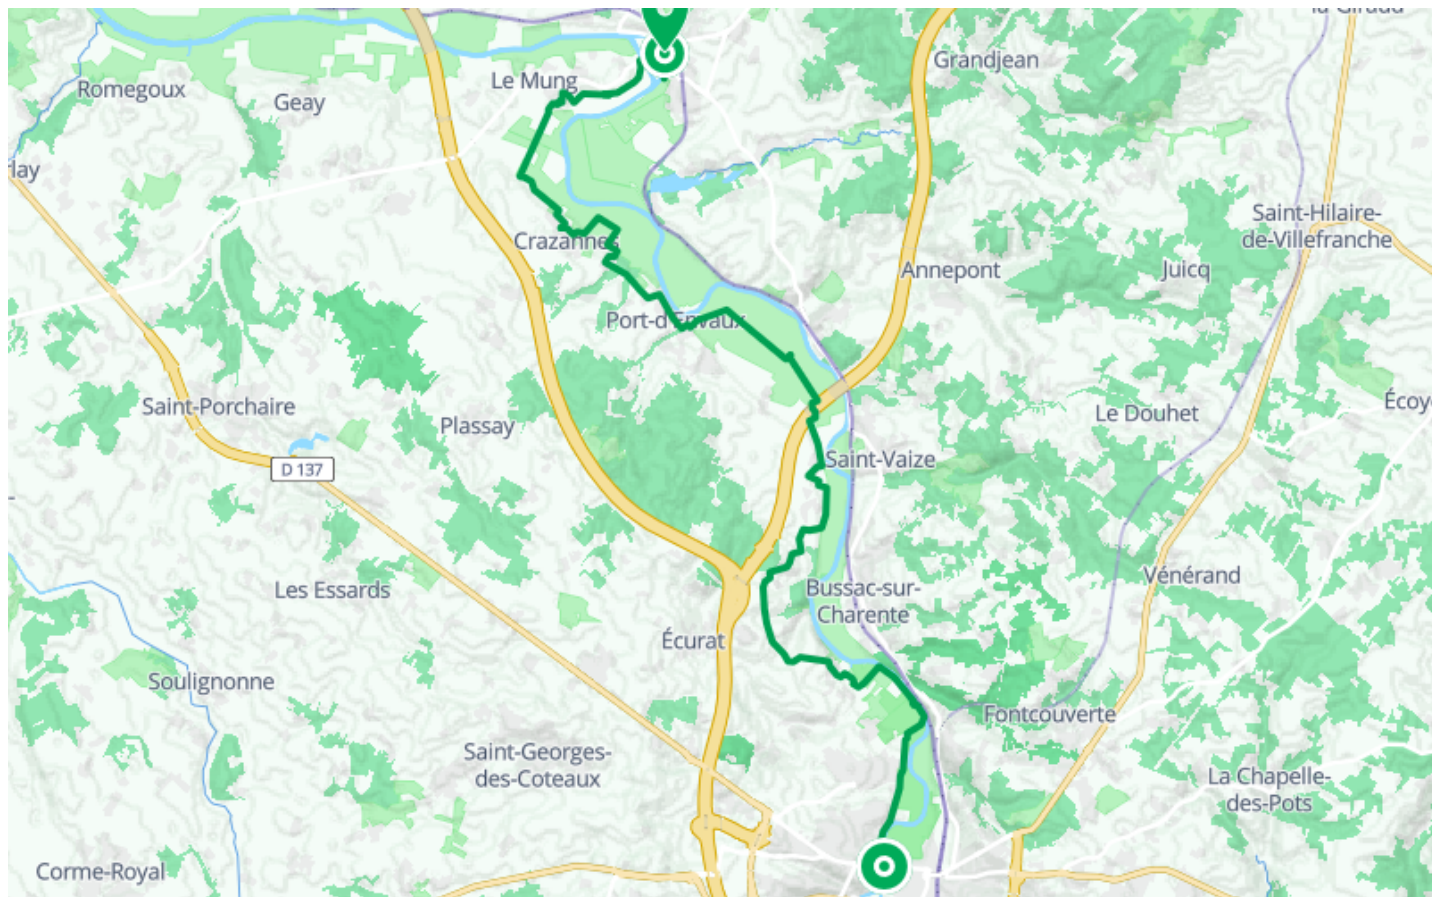 Grandjean
Le Mung
Romegoux
Geay
Saint-Hilaire-
de-Villefranche
Crazannes
Annepont
Juicq
Port-d'Envaux
Saint-Porchaire
Plassay
Le Douhet
Saint-Vaize
D 137
Les Essards
Vénérand
Bussac-sur-
Charente
Écurat
Soulignonne
Fontcouverte
Saint-Georges-
des-Coteaux
La Chapelle-
des-Pots
Corme-Royal